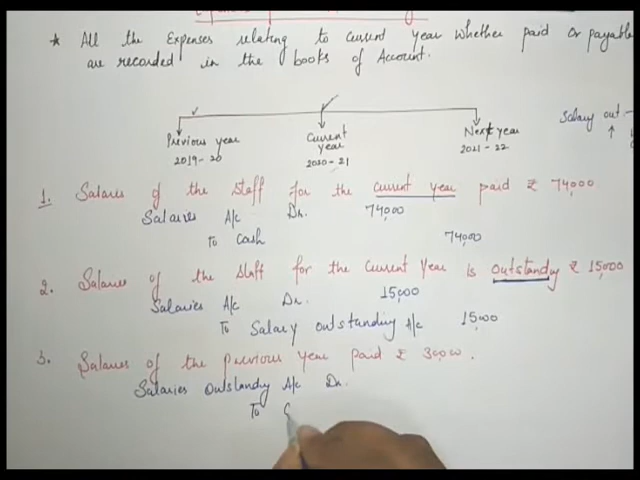 * All the Expenses relating to current year whether paid or payable
are recorded in the books of Account.
Previous year
2019-20
Current
year
2020-21
Next year
2021-22
Salary out
1. Salaries of the staff for the current year paid ₹ 74,000
Salaries A/c Dr. 74,000
To Cash 74,000
2. Salaries of the staff for the current Year is outstandy ₹ 15,000
Salaries A/c Dr. 15,000
To Salary outstanding A/c 15,000
3. Salaries of the previous year paid ₹ 30,000.
Salaries Outstandy A/c Dr.
To